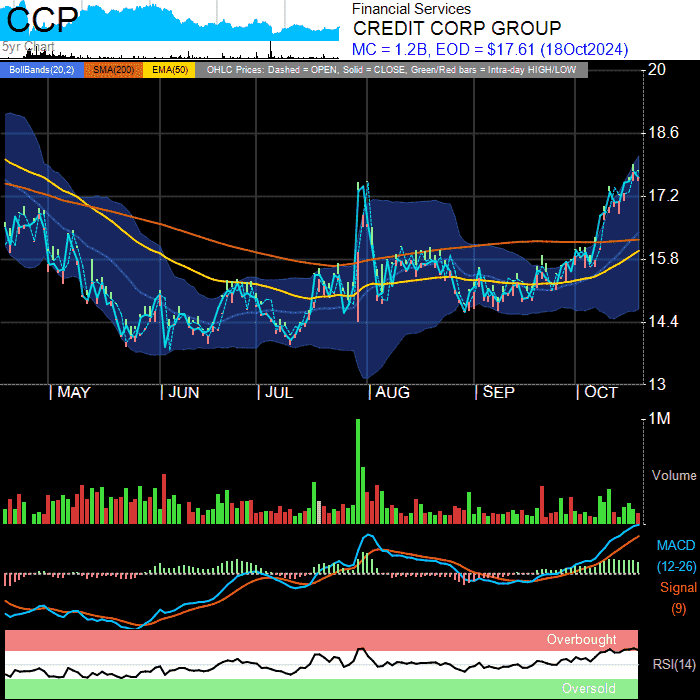 CCP
5yr Chart
Financial Services
CREDIT CORP GROUP
MC = 1.2B, EOD = $17.61 (18Oct2024)
BollBands(20,2) SMA(200) EMA(50) OHLC Prices: Dashed = OPEN, Solid = CLOSE, Green/Red bars = Intra-day HIGH/LOW
20
18.6
17.2
15.8
14.4
13
MAY JUN JUL AUG SEP OCT
1M
Volume
MACD
(12-26)
Signal
(9)
Overbought
RSI(14)
Oversold